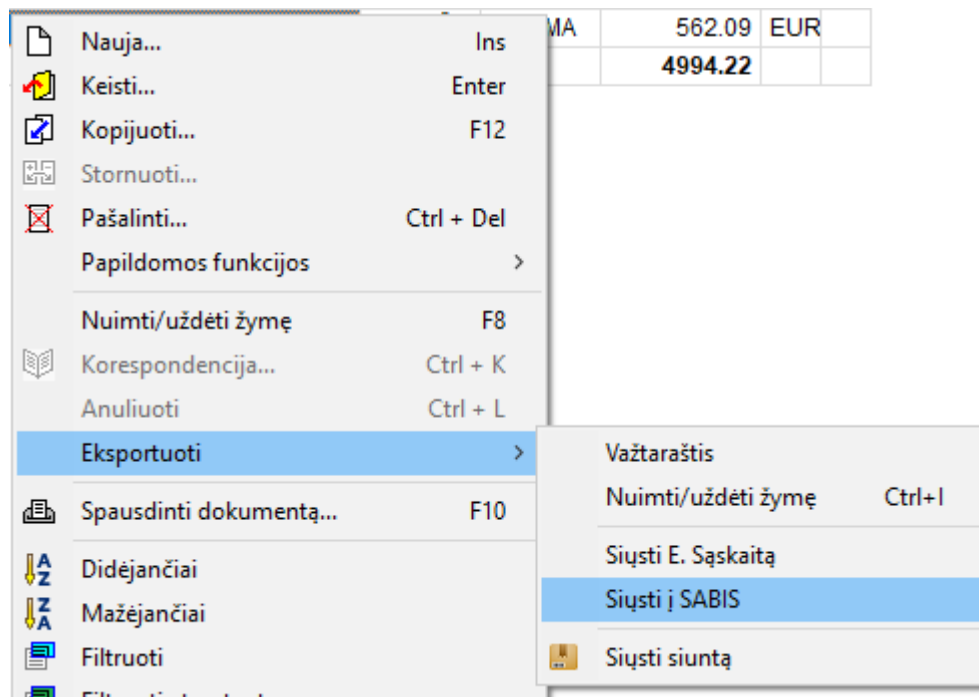 562.09 EUR
4994.22
Nauja... Ins
Keisti... Enter
Kopijuoti... F12
Stornuoti...
Pašalinti... Ctrl + Del
Papildomos funkcijos
Nuimti/uždėti žymę F8
Korespondencija... Ctrl + K
Anuliuoti Ctrl + L
Eksportuoti
Važtaraštis
Nuimti/uždėti žymę Ctrl+I
Spausdinti dokumentą... F10
Siųsti E. Sąskaitą
Didėjančiai
Siųsti į SABIS
Mažėjančiai
Filtruoti
Siųsti siuntą